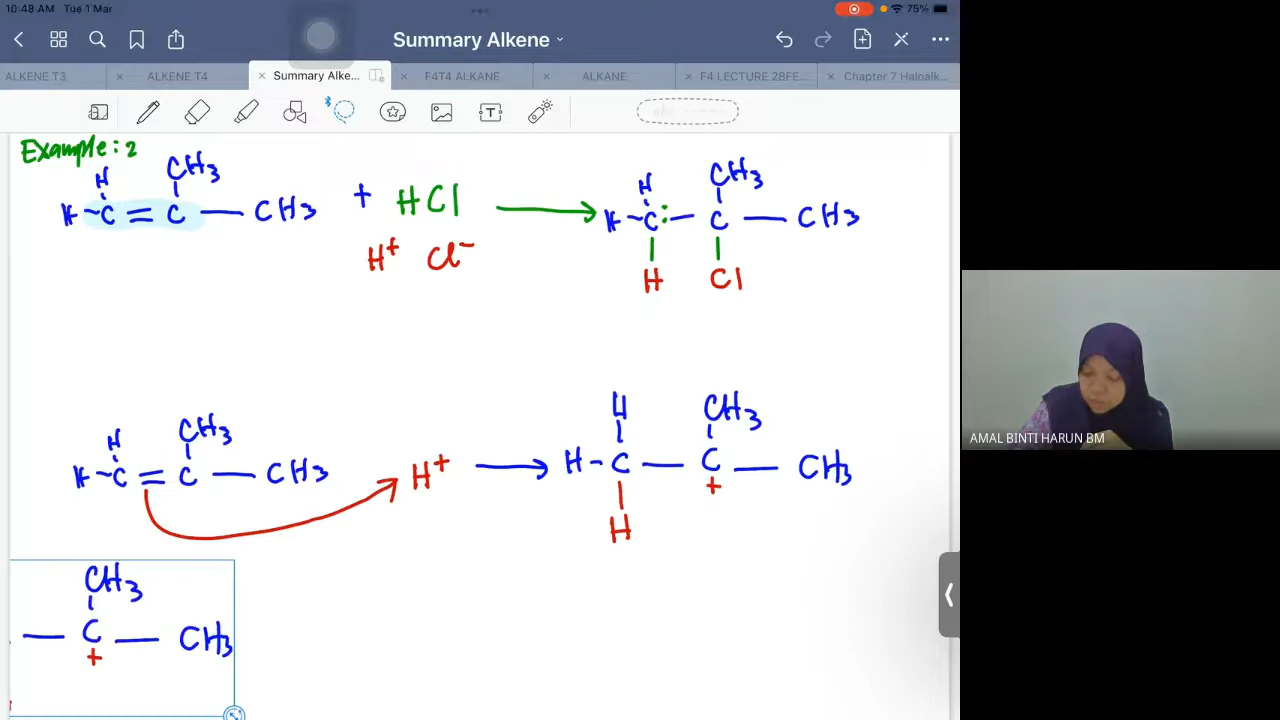 10:48 AM Tue 1 Mar
75%
Summary Alkene
ALKENE T3
ALKENE T4
Summary Alke...
F4T4 ALKANE
ALKANE
F4 LECTURE 2BFE...
Chapter 7 Haloalk...
Example: 2
H CH3 H CH3
H - C = C — CH3 + HCl → H - C : — C — CH3
H+ Cl- H Cl
H CH3 H CH3
H - C = C — CH3 H+ → H - C — C — CH3
+
H
CH3
— C — CH3
+
AMAL BINTI HARUN BM